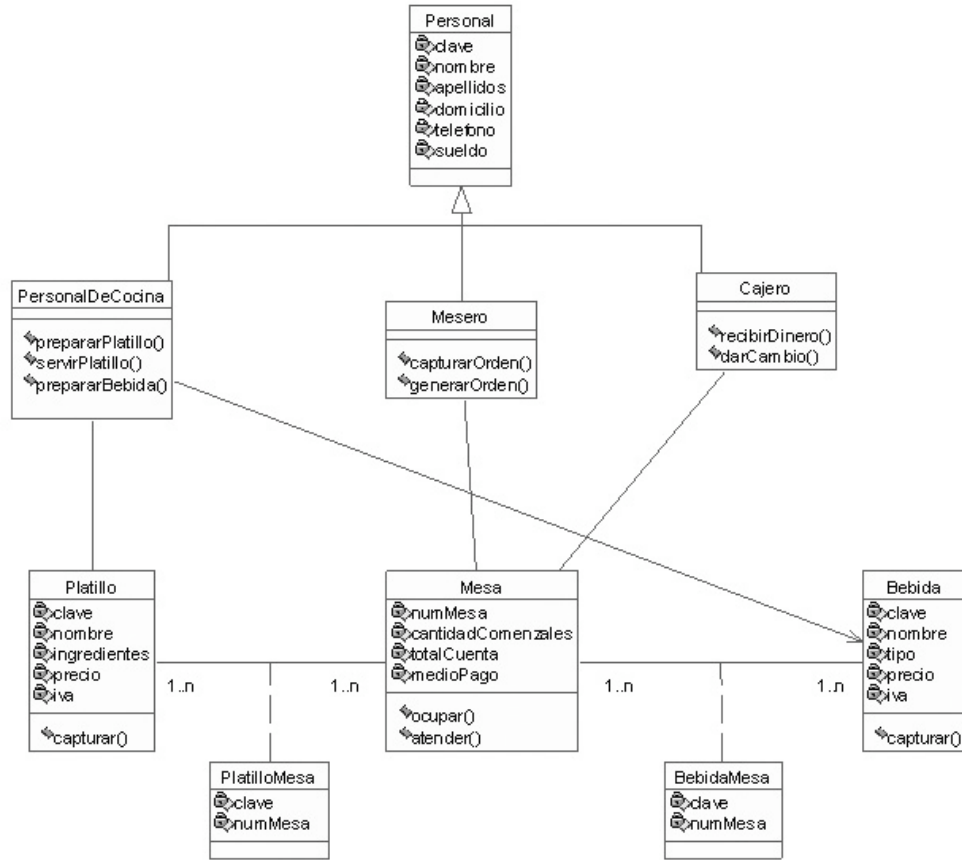 Personal
clave
nombre
apellidos
domicilio
telefono
sueldo
PersonalDeCocina
prepararPlatillo()
servirPlatillo()
prepararBebida()
Mesero
capturarOrden()
generarOrden()
Cajero
recibirDinero()
darCambio()
Platillo
clave
nombre
ingredientes
precio
iva
capturar()
Mesa
numMesa
cantidadComenzales
totalCuenta
medioPago
ocupar()
atender()
Bebida
clave
nombre
tipo
precio
iva
capturar()
1..n
1..n
1..n
1..n
PlatilloMesa
clave
numMesa
BebidaMesa
clave
numMesa